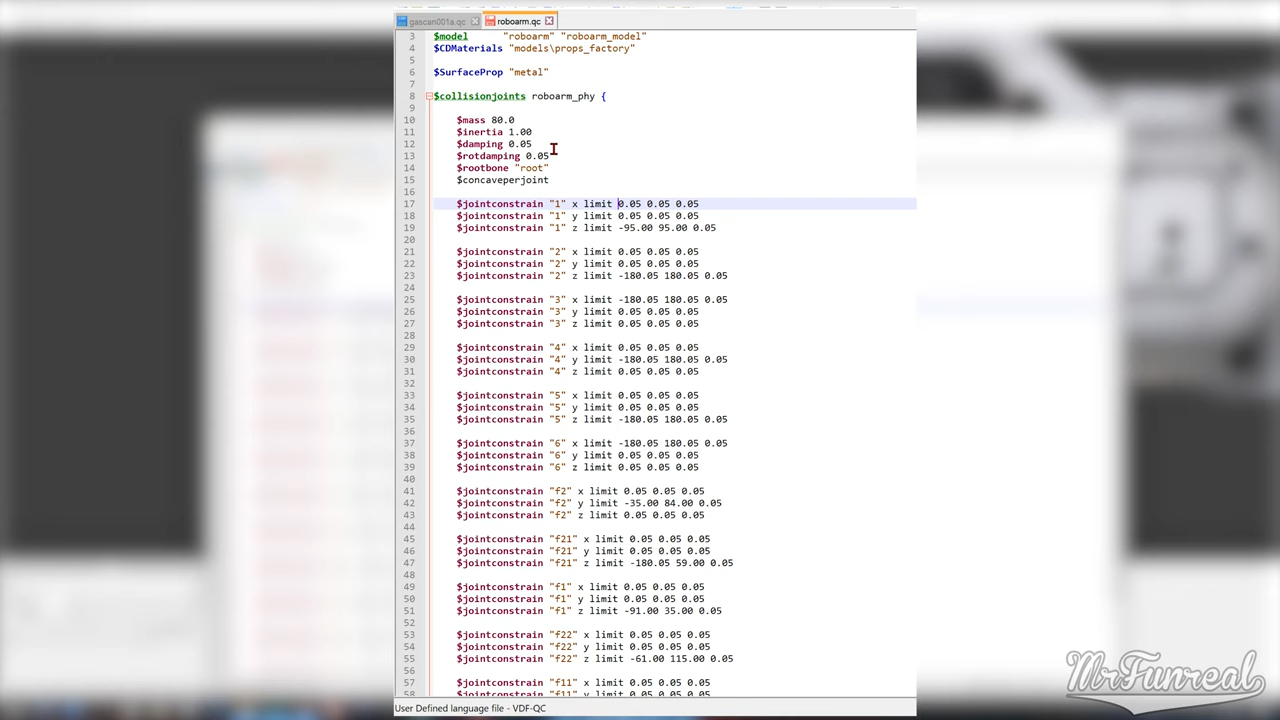 gascan001a.qc
roboarm.qc
3 $model "roboarm" "roboarm_model"
4 $CDMaterials "models\props_factory"
5
6 $SurfaceProp "metal"
7
8 $collisionjoints roboarm_phy {
9
10 $mass 80.0
11 $inertia 1.00
12 $damping 0.05
13 $rotdamping 0.05
14 $rootbone "root"
15 $concaveperjoint
16
17 $jointconstrain "1" x limit 0.05 0.05 0.05
18 $jointconstrain "1" y limit 0.05 0.05 0.05
19 $jointconstrain "1" z limit -95.00 95.00 0.05
20
21 $jointconstrain "2" x limit 0.05 0.05 0.05
22 $jointconstrain "2" y limit 0.05 0.05 0.05
23 $jointconstrain "2" z limit -180.05 180.05 0.05
24
25 $jointconstrain "3" x limit -180.05 180.05 0.05
26 $jointconstrain "3" y limit 0.05 0.05 0.05
27 $jointconstrain "3" z limit 0.05 0.05 0.05
28
29 $jointconstrain "4" x limit 0.05 0.05 0.05
30 $jointconstrain "4" y limit -180.05 180.05 0.05
31 $jointconstrain "4" z limit 0.05 0.05 0.05
32
33 $jointconstrain "5" x limit 0.05 0.05 0.05
34 $jointconstrain "5" y limit 0.05 0.05 0.05
35 $jointconstrain "5" z limit -180.05 180.05 0.05
36
37 $jointconstrain "6" x limit -180.05 180.05 0.05
38 $jointconstrain "6" y limit 0.05 0.05 0.05
39 $jointconstrain "6" z limit 0.05 0.05 0.05
40
41 $jointconstrain "f2" x limit 0.05 0.05 0.05
42 $jointconstrain "f2" y limit -35.00 84.00 0.05
43 $jointconstrain "f2" z limit 0.05 0.05 0.05
44
45 $jointconstrain "f21" x limit 0.05 0.05 0.05
46 $jointconstrain "f21" y limit 0.05 0.05 0.05
47 $jointconstrain "f21" z limit -180.05 59.00 0.05
48
49 $jointconstrain "f1" x limit 0.05 0.05 0.05
50 $jointconstrain "f1" y limit 0.05 0.05 0.05
51 $jointconstrain "f1" z limit -91.00 35.00 0.05
52
53 $jointconstrain "f22" x limit 0.05 0.05 0.05
54 $jointconstrain "f22" y limit 0.05 0.05 0.05
55 $jointconstrain "f22" z limit -61.00 115.00 0.05
56
57 $jointconstrain "f11" x limit 0.05 0.05 0.05
58 $jointconstrain "f11" y limit 0.05 0.05 0.05
User Defined language file - VDF-QC
MrFunreal